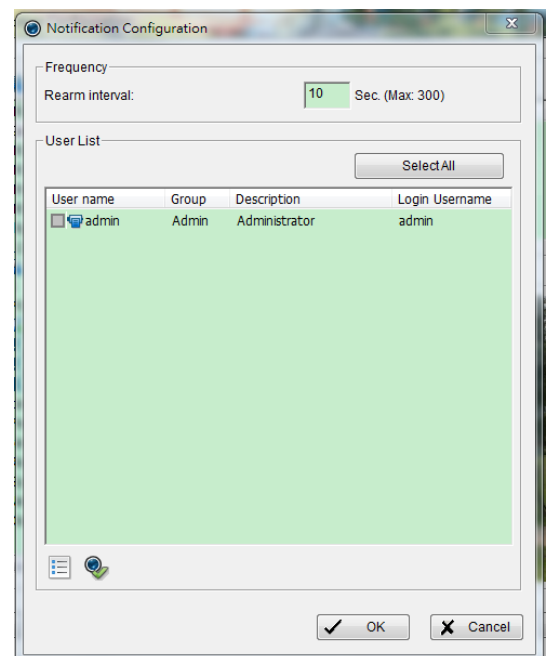 Notification Configuration
Frequency
Rearm interval: 10 Sec. (Max: 300)
User List
Select All
User name Group Description Login Username
admin Admin Administrator admin
OK Cancel